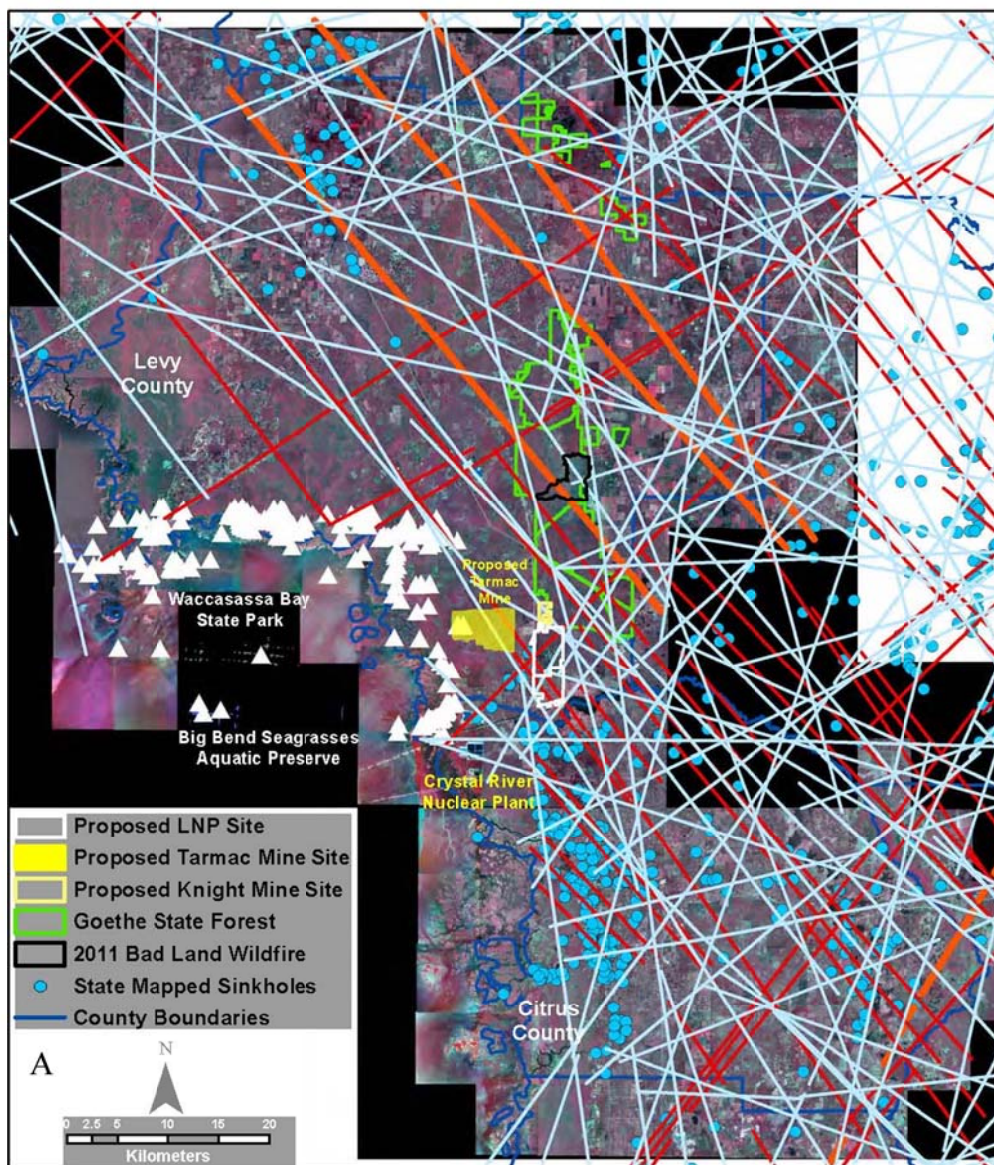 Levy
County
Proposed
Tarmac
Mine
Waccasassa Bay
State Park
Big Bend Seagrasses
Aquatic Preserve
Crystal River
Nuclear Plant
Proposed LNP Site
Proposed Tarmac Mine Site
Proposed Knight Mine Site
Goethe State Forest
2011 Bad Land Wildfire
State Mapped Sinkholes
County Boundaries
Citrus
County
A
N
0 2.5 5 10 15 20
Kilometers